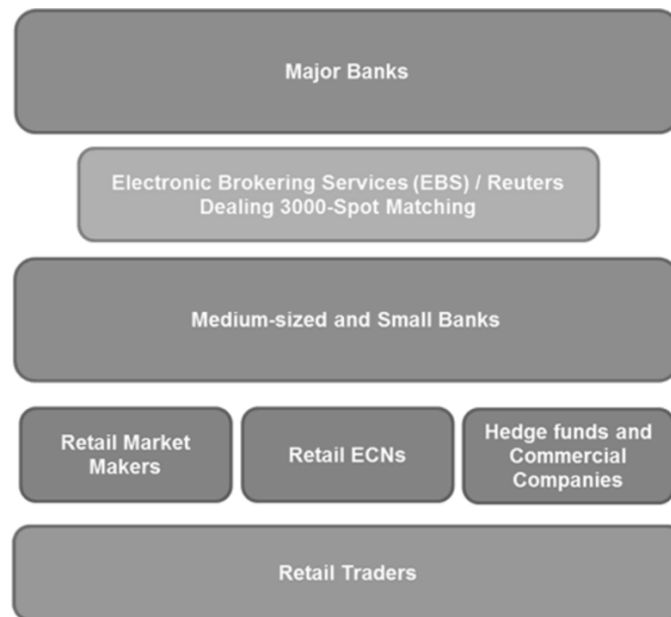 Major Banks
Electronic Brokering Services (EBS) / Reuters
Dealing 3000-Spot Matching
Medium-sized and Small Banks
Retail Market
Makers
Retail ECNs
Hedge funds and
Commercial
Companies
Retail Traders